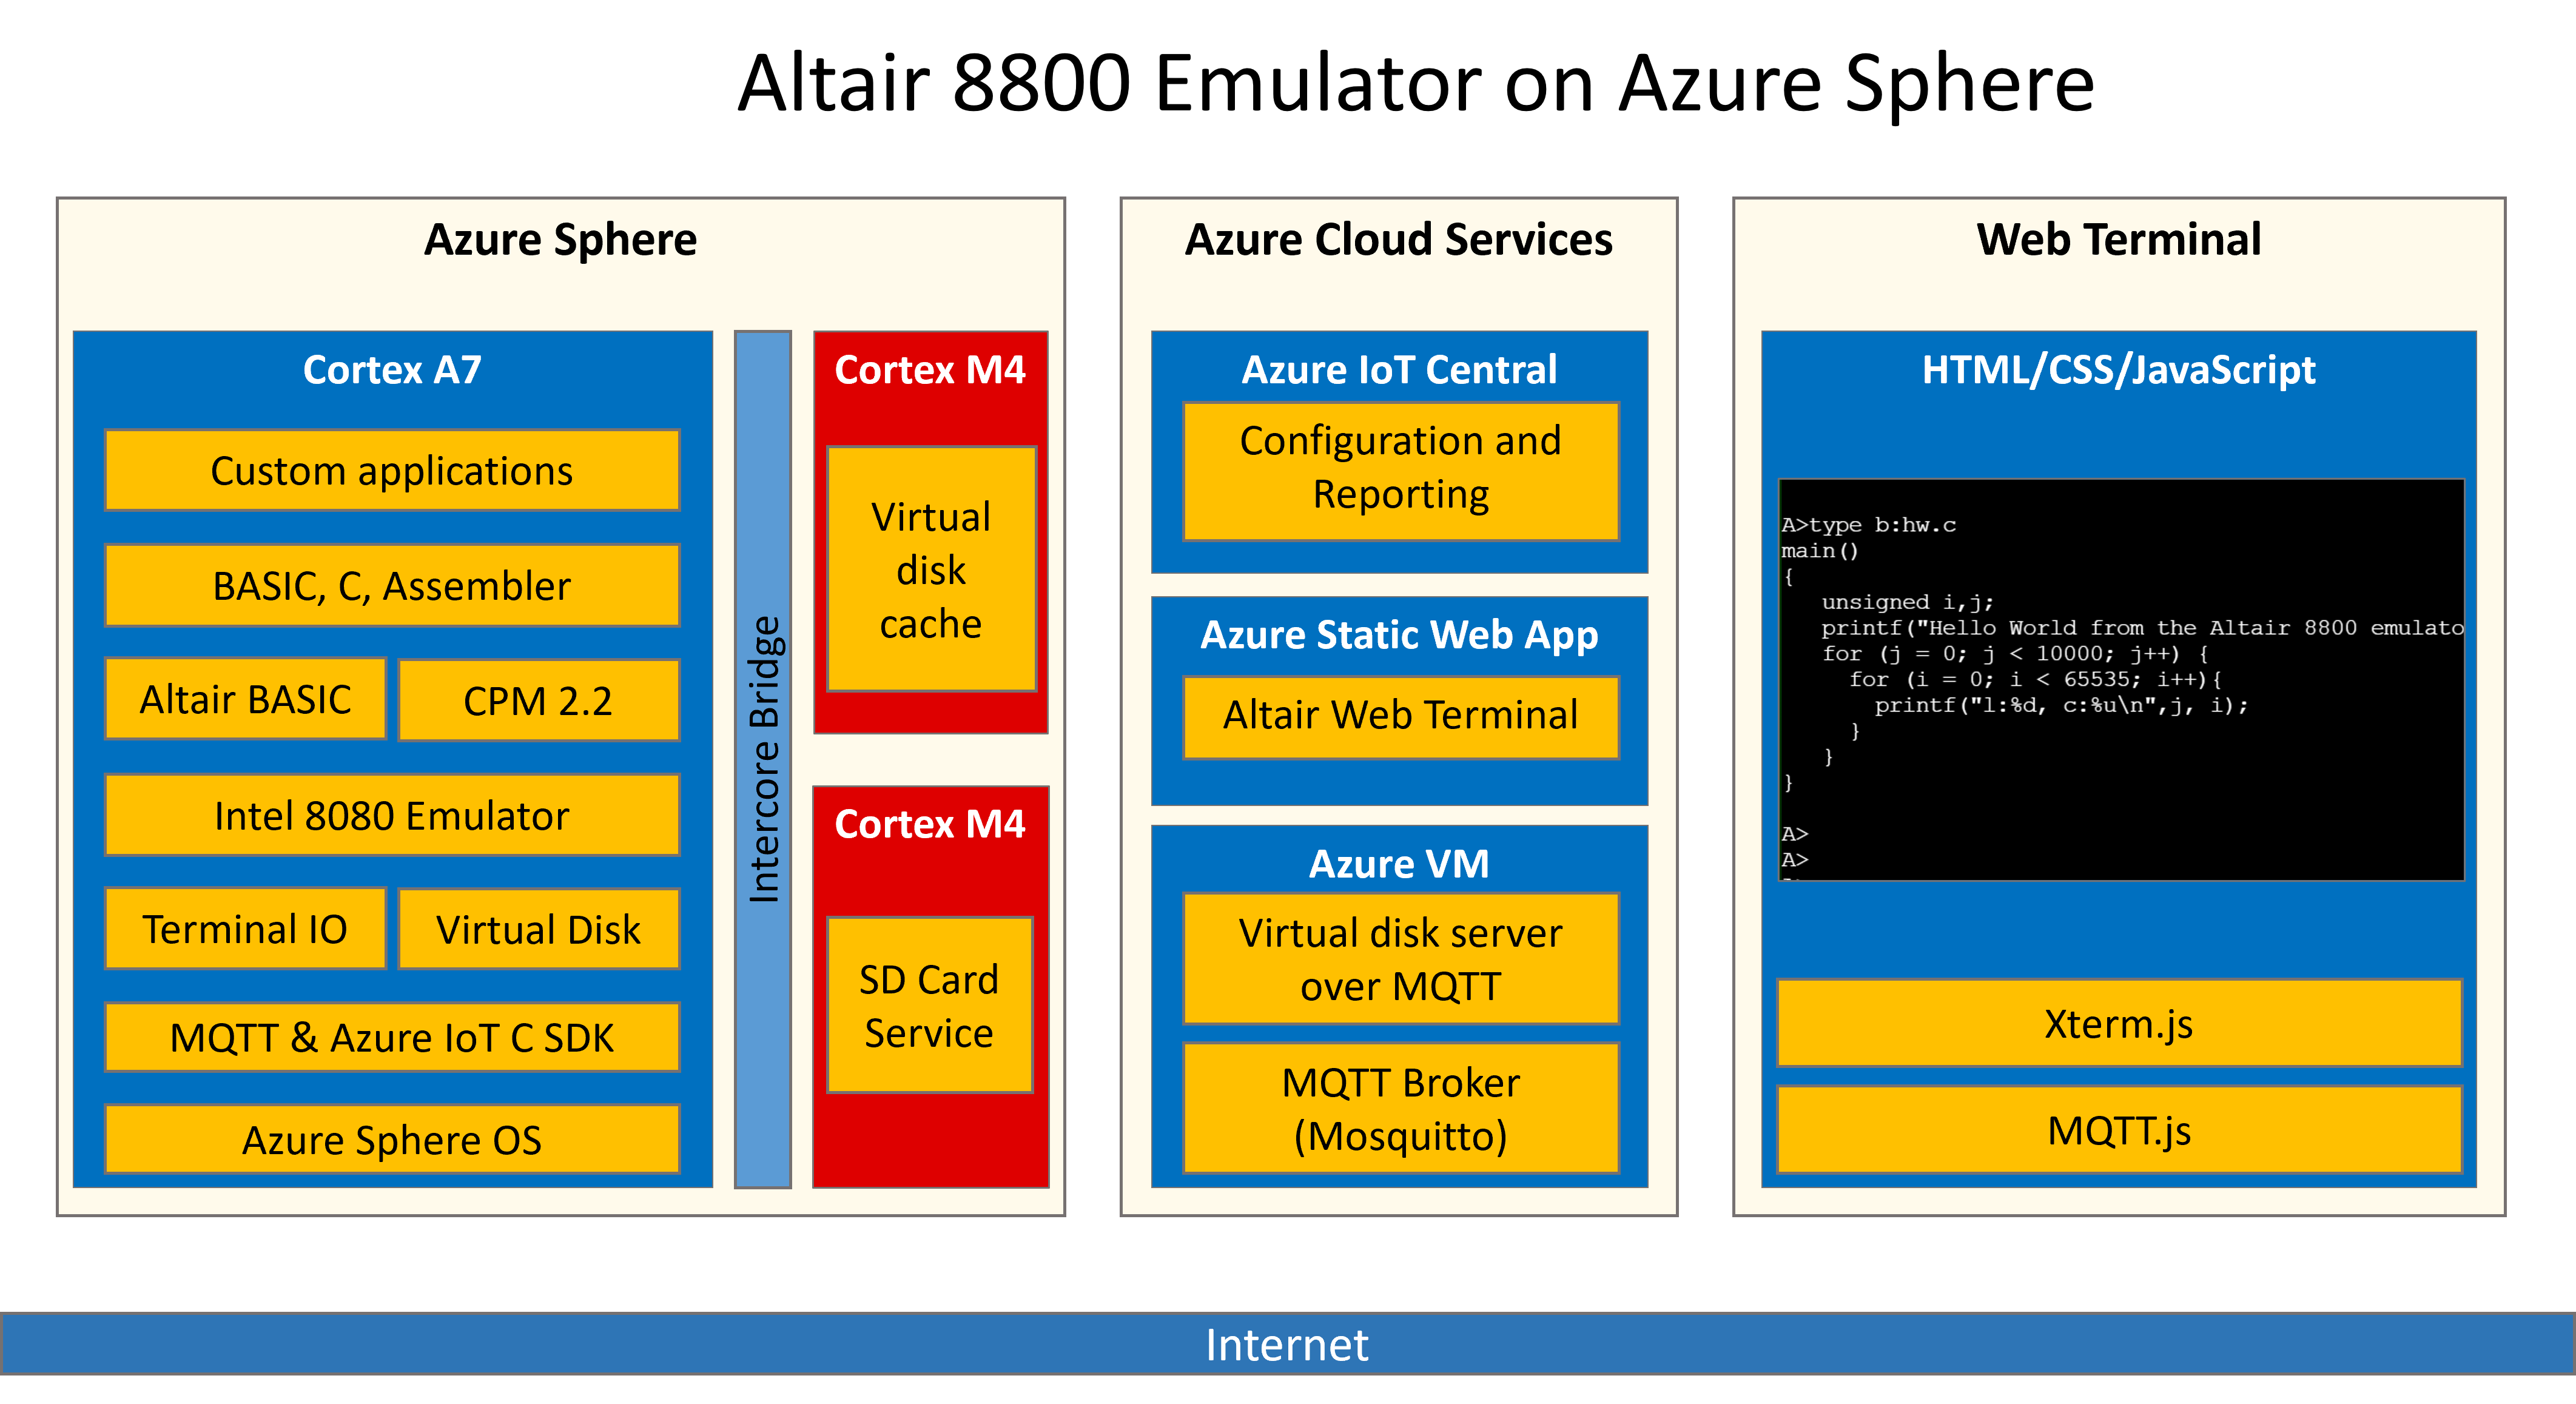 Altair 8800 Emulator on Azure Sphere
Azure Sphere
Cortex A7
Custom applications
BASIC, C, Assembler
Altair BASIC
CPM 2.2
Intel 8080 Emulator
Terminal IO
Virtual Disk
MQTT & Azure IoT C SDK
Azure Sphere OS
Intercore Bridge
Cortex M4
Virtual
disk
cache
Cortex M4
SD Card
Service
Azure Cloud Services
Azure IoT Central
Configuration and
Reporting
Azure Static Web App
Altair Web Terminal
Azure VM
Virtual disk server
over MQTT
MQTT Broker
(Mosquitto)
Web Terminal
HTML/CSS/JavaScript
A>type b:hw.c
main()
{
   unsigned i,j;
   printf("Hello World from the Altair 8800 emulato
   for (j = 0; j < 10000; j++) {
     for (i = 0; i < 65535; i++){
       printf("l:%d, c:%u\n",j, i);
     }
   }
}
A>
A>
Xterm.js
MQTT.js
Internet